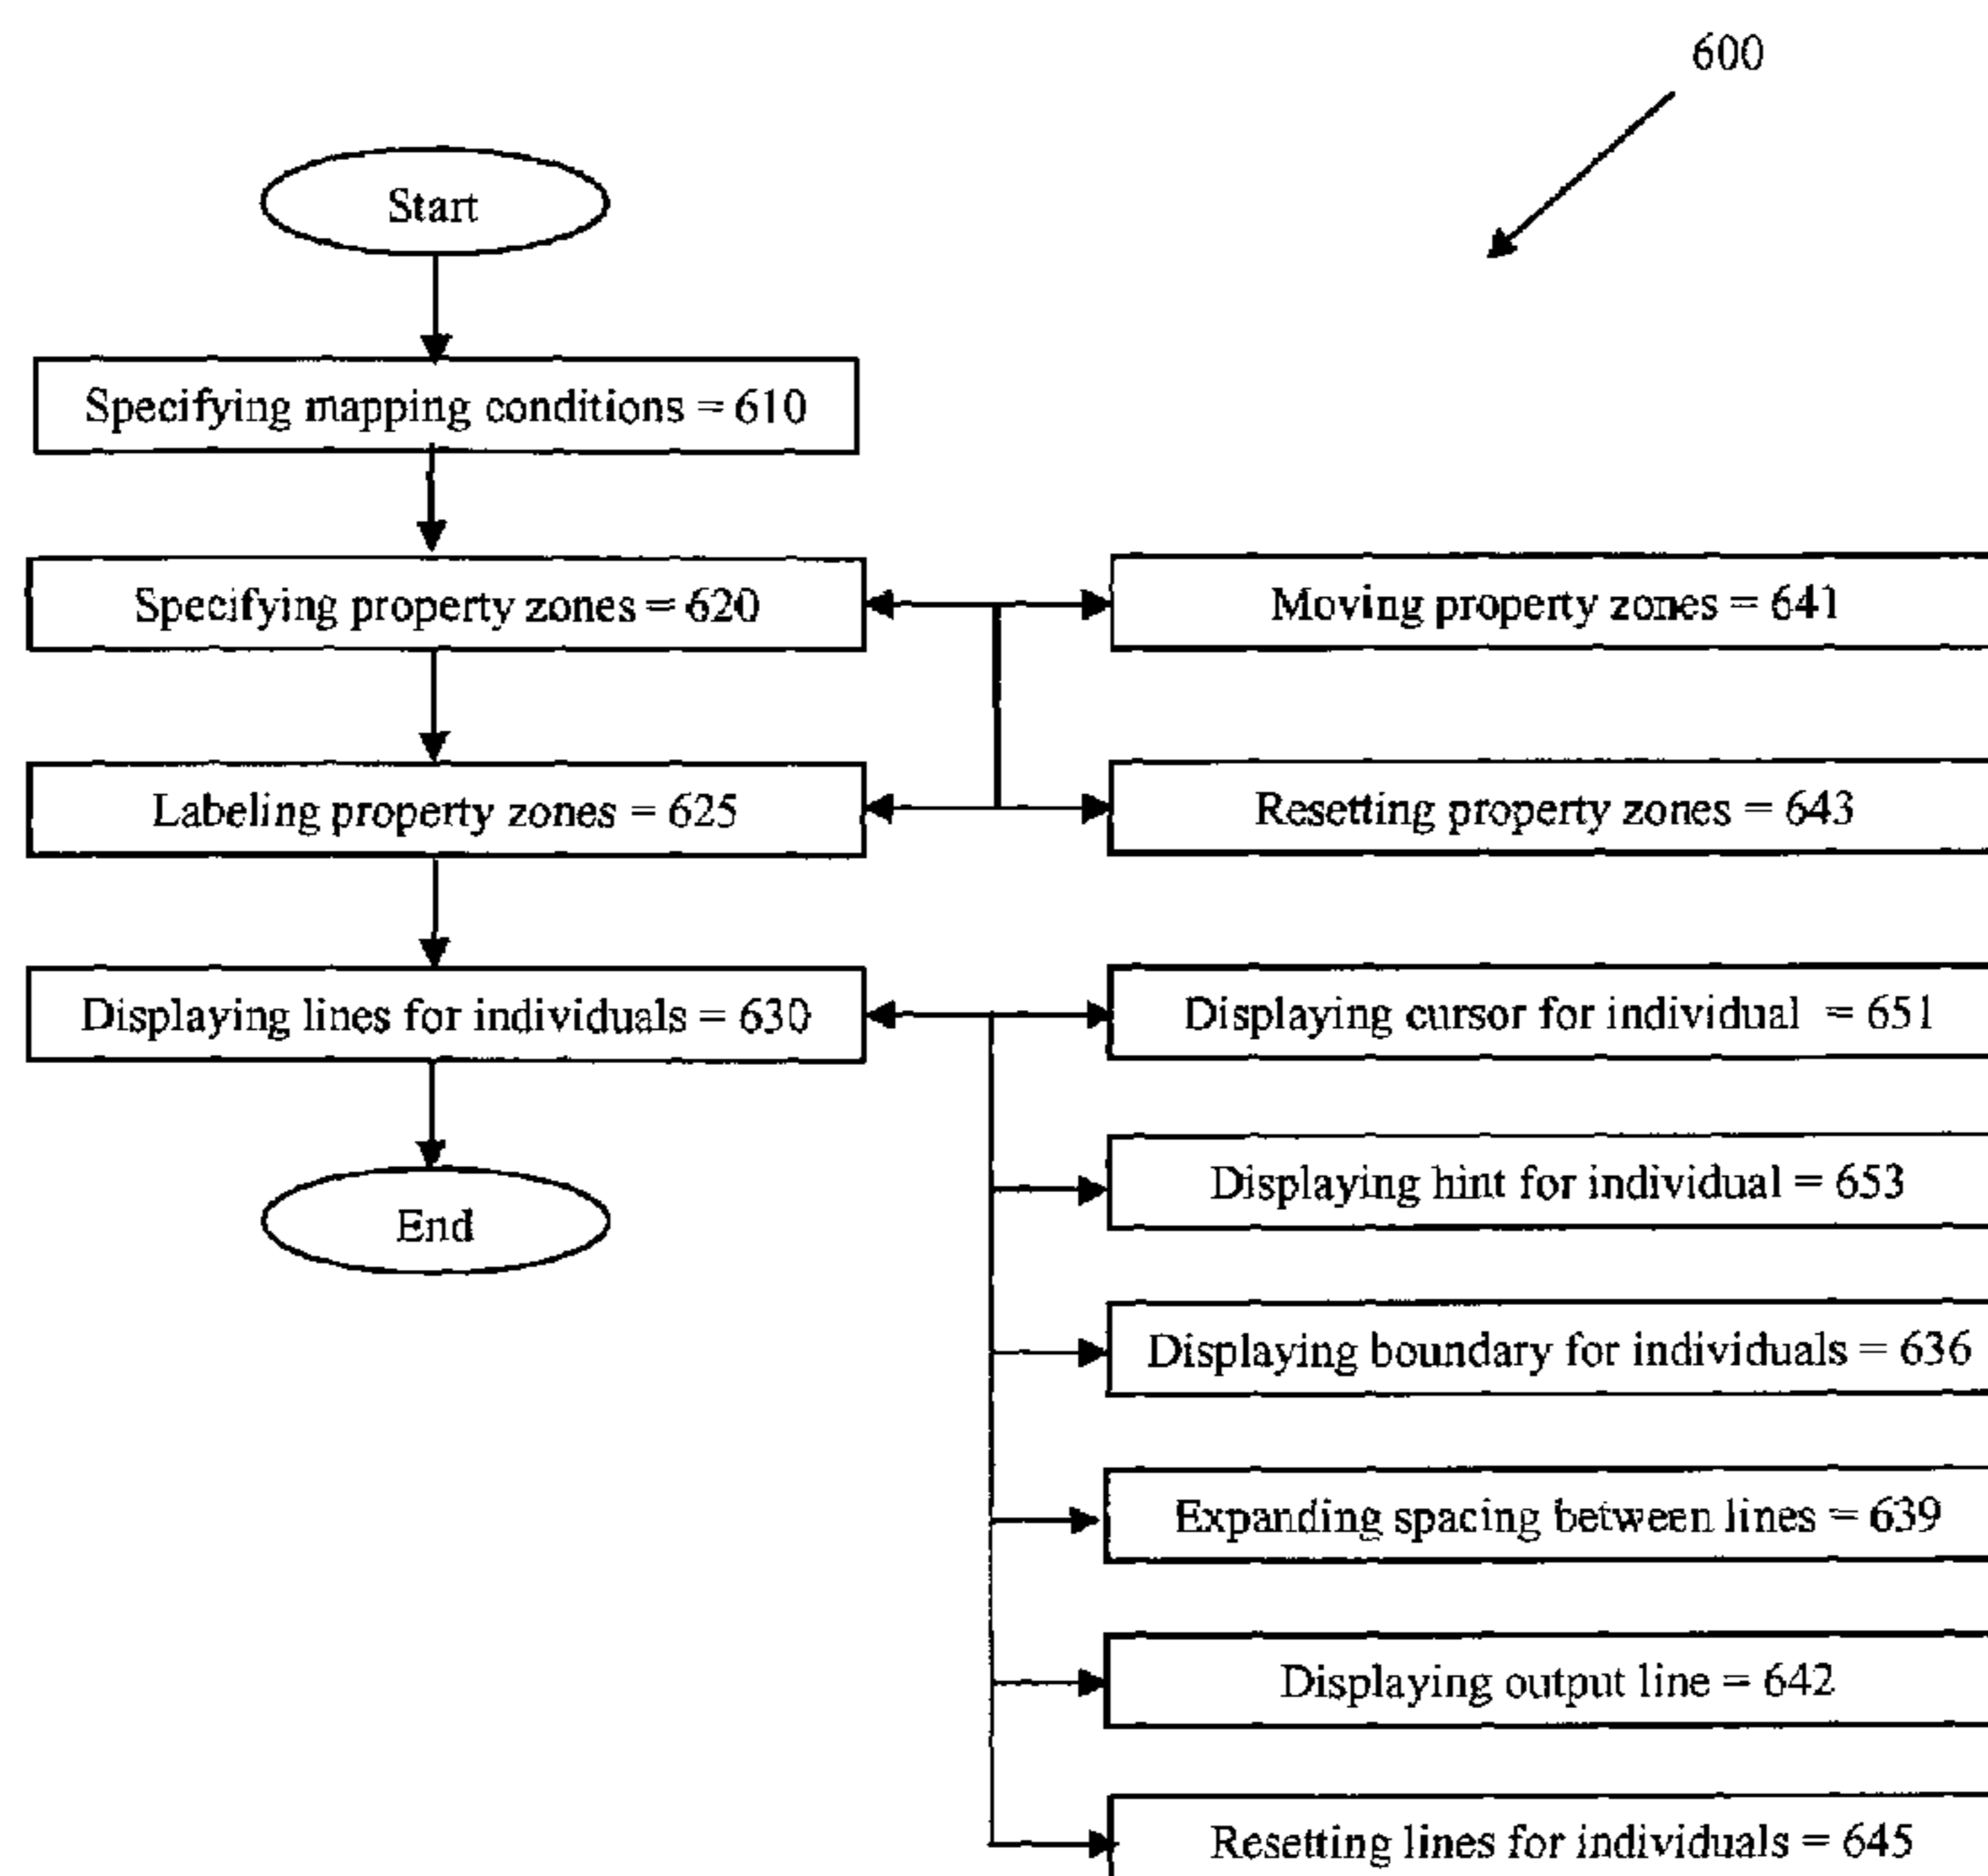 600
Start
Specifying mapping conditions = 610
Specifying property zones = 620
Moving property zones = 641
Labeling property zones = 625
Resetting property zones = 643
Displaying lines for individuals = 630
Displaying cursor for individual = 651
Displaying hint for individual = 653
End
Displaying boundary for individuals = 636
Expanding spacing between lines = 639
Displaying output line = 642
Resetting lines for individuals = 645